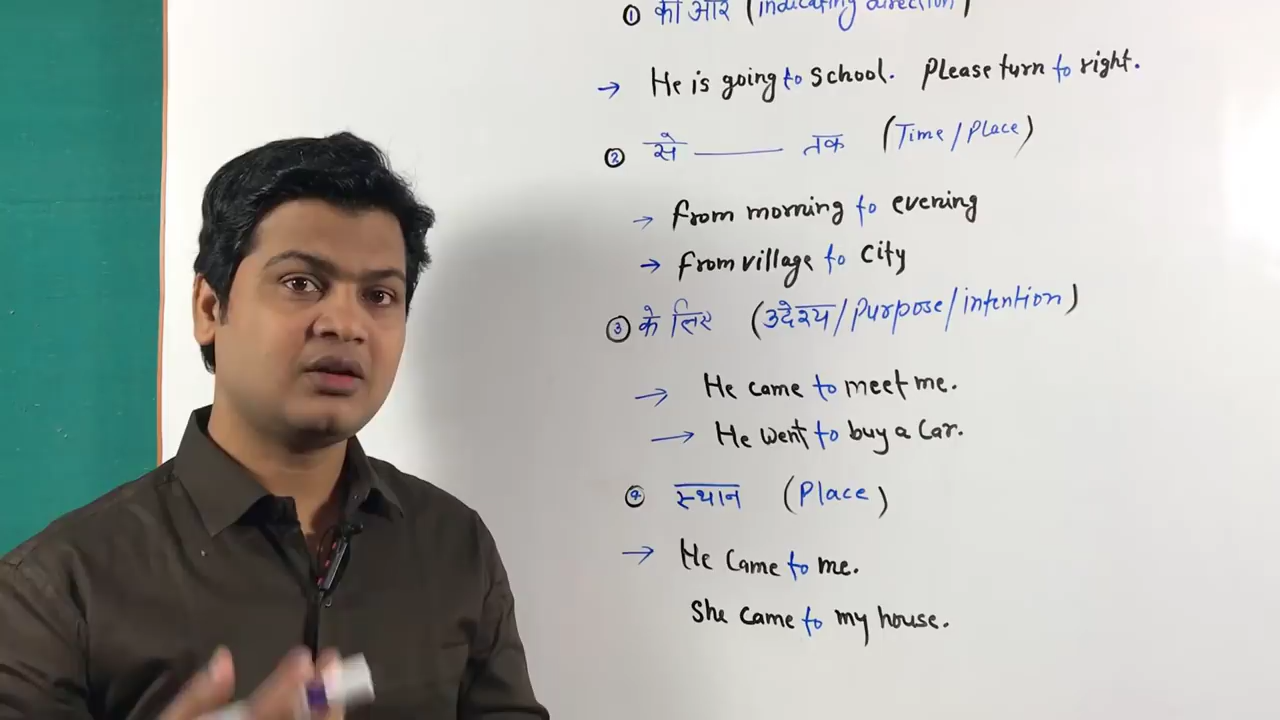 ① की ओर (indicating direction)
→ He is going to school. Please turn to right.
② से —— तक (Time/Place)
→ from morning to evening
→ from village to city
③ के लिए (उदेश्य/Purpose/intention)
→ He came to meet me.
→ He went to buy a Car.
④ स्थान (Place)
→ He came to me.
She came to my house.